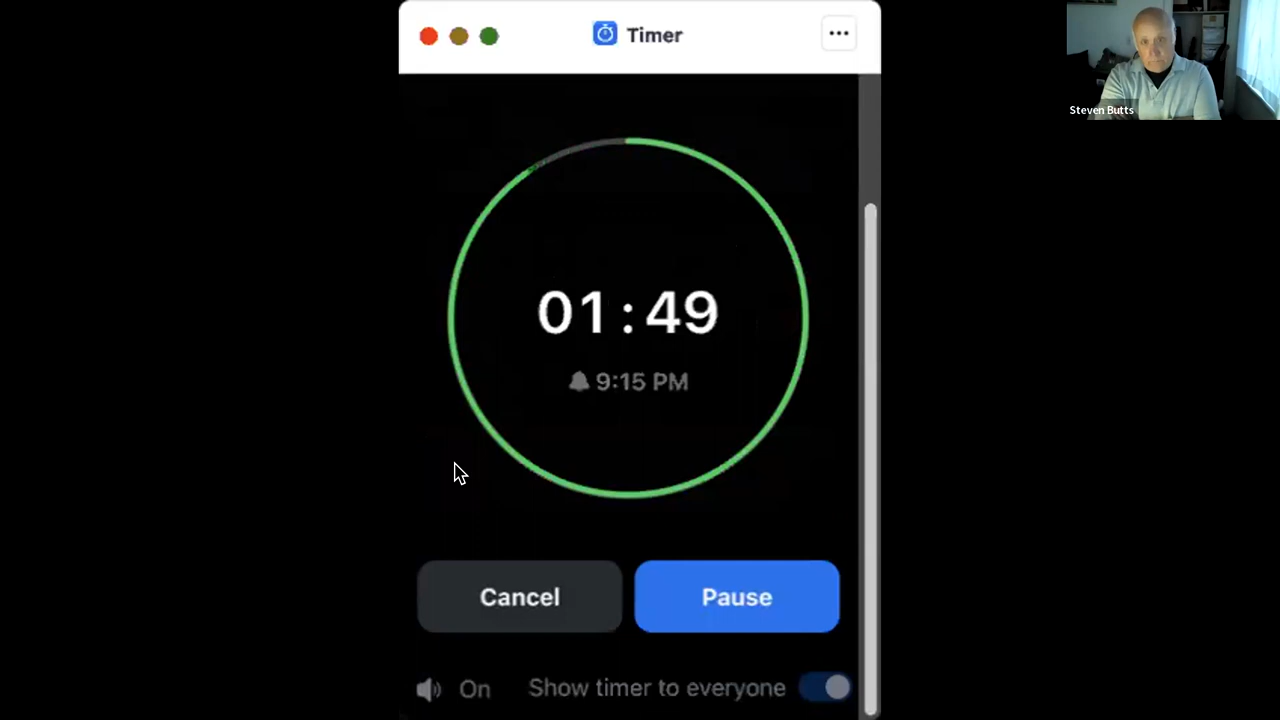 Timer
Steven Butts
01:49
9:15 PM
Cancel
Pause
On
Show timer to everyone